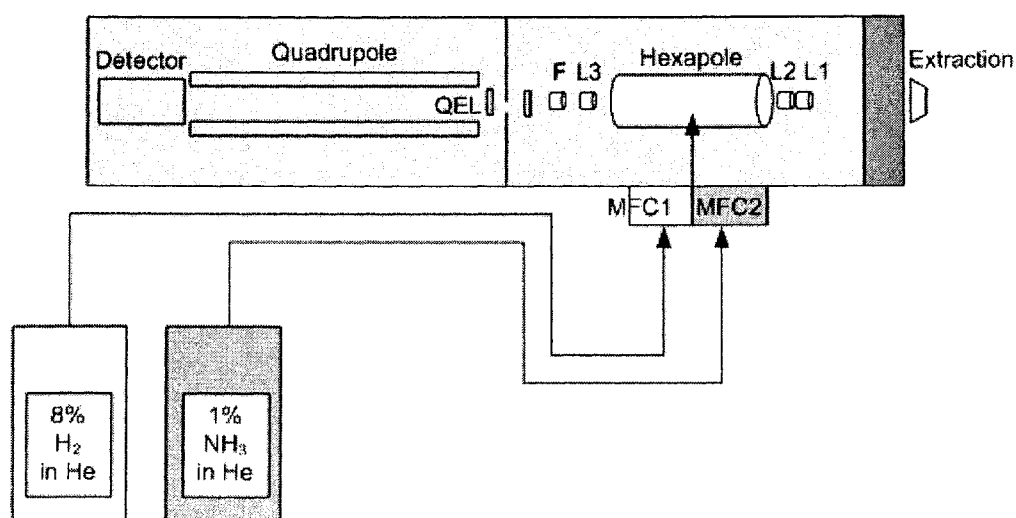 Detector
Quadrupole
QEL
F L3
Hexapole
L2 L1
Extraction
MFC1
MFC2
8%
H₂
in He
1%
NH₃
in He